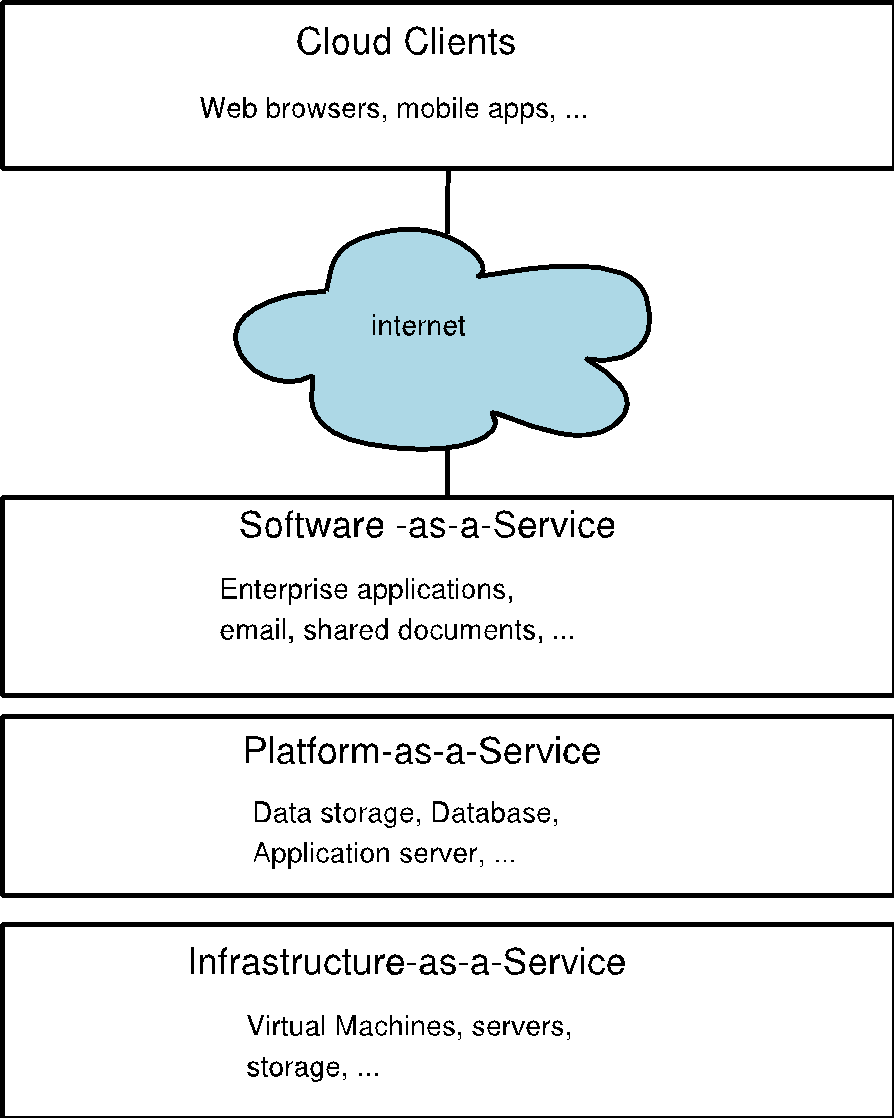 Cloud Clients
Web browsers, mobile apps, ...
internet
Software -as-a-Service
Enterprise applications,
email, shared documents, ...
Platform-as-a-Service
Data storage, Database,
Application server, ...
Infrastructure-as-a-Service
Virtual Machines, servers,
storage, ...